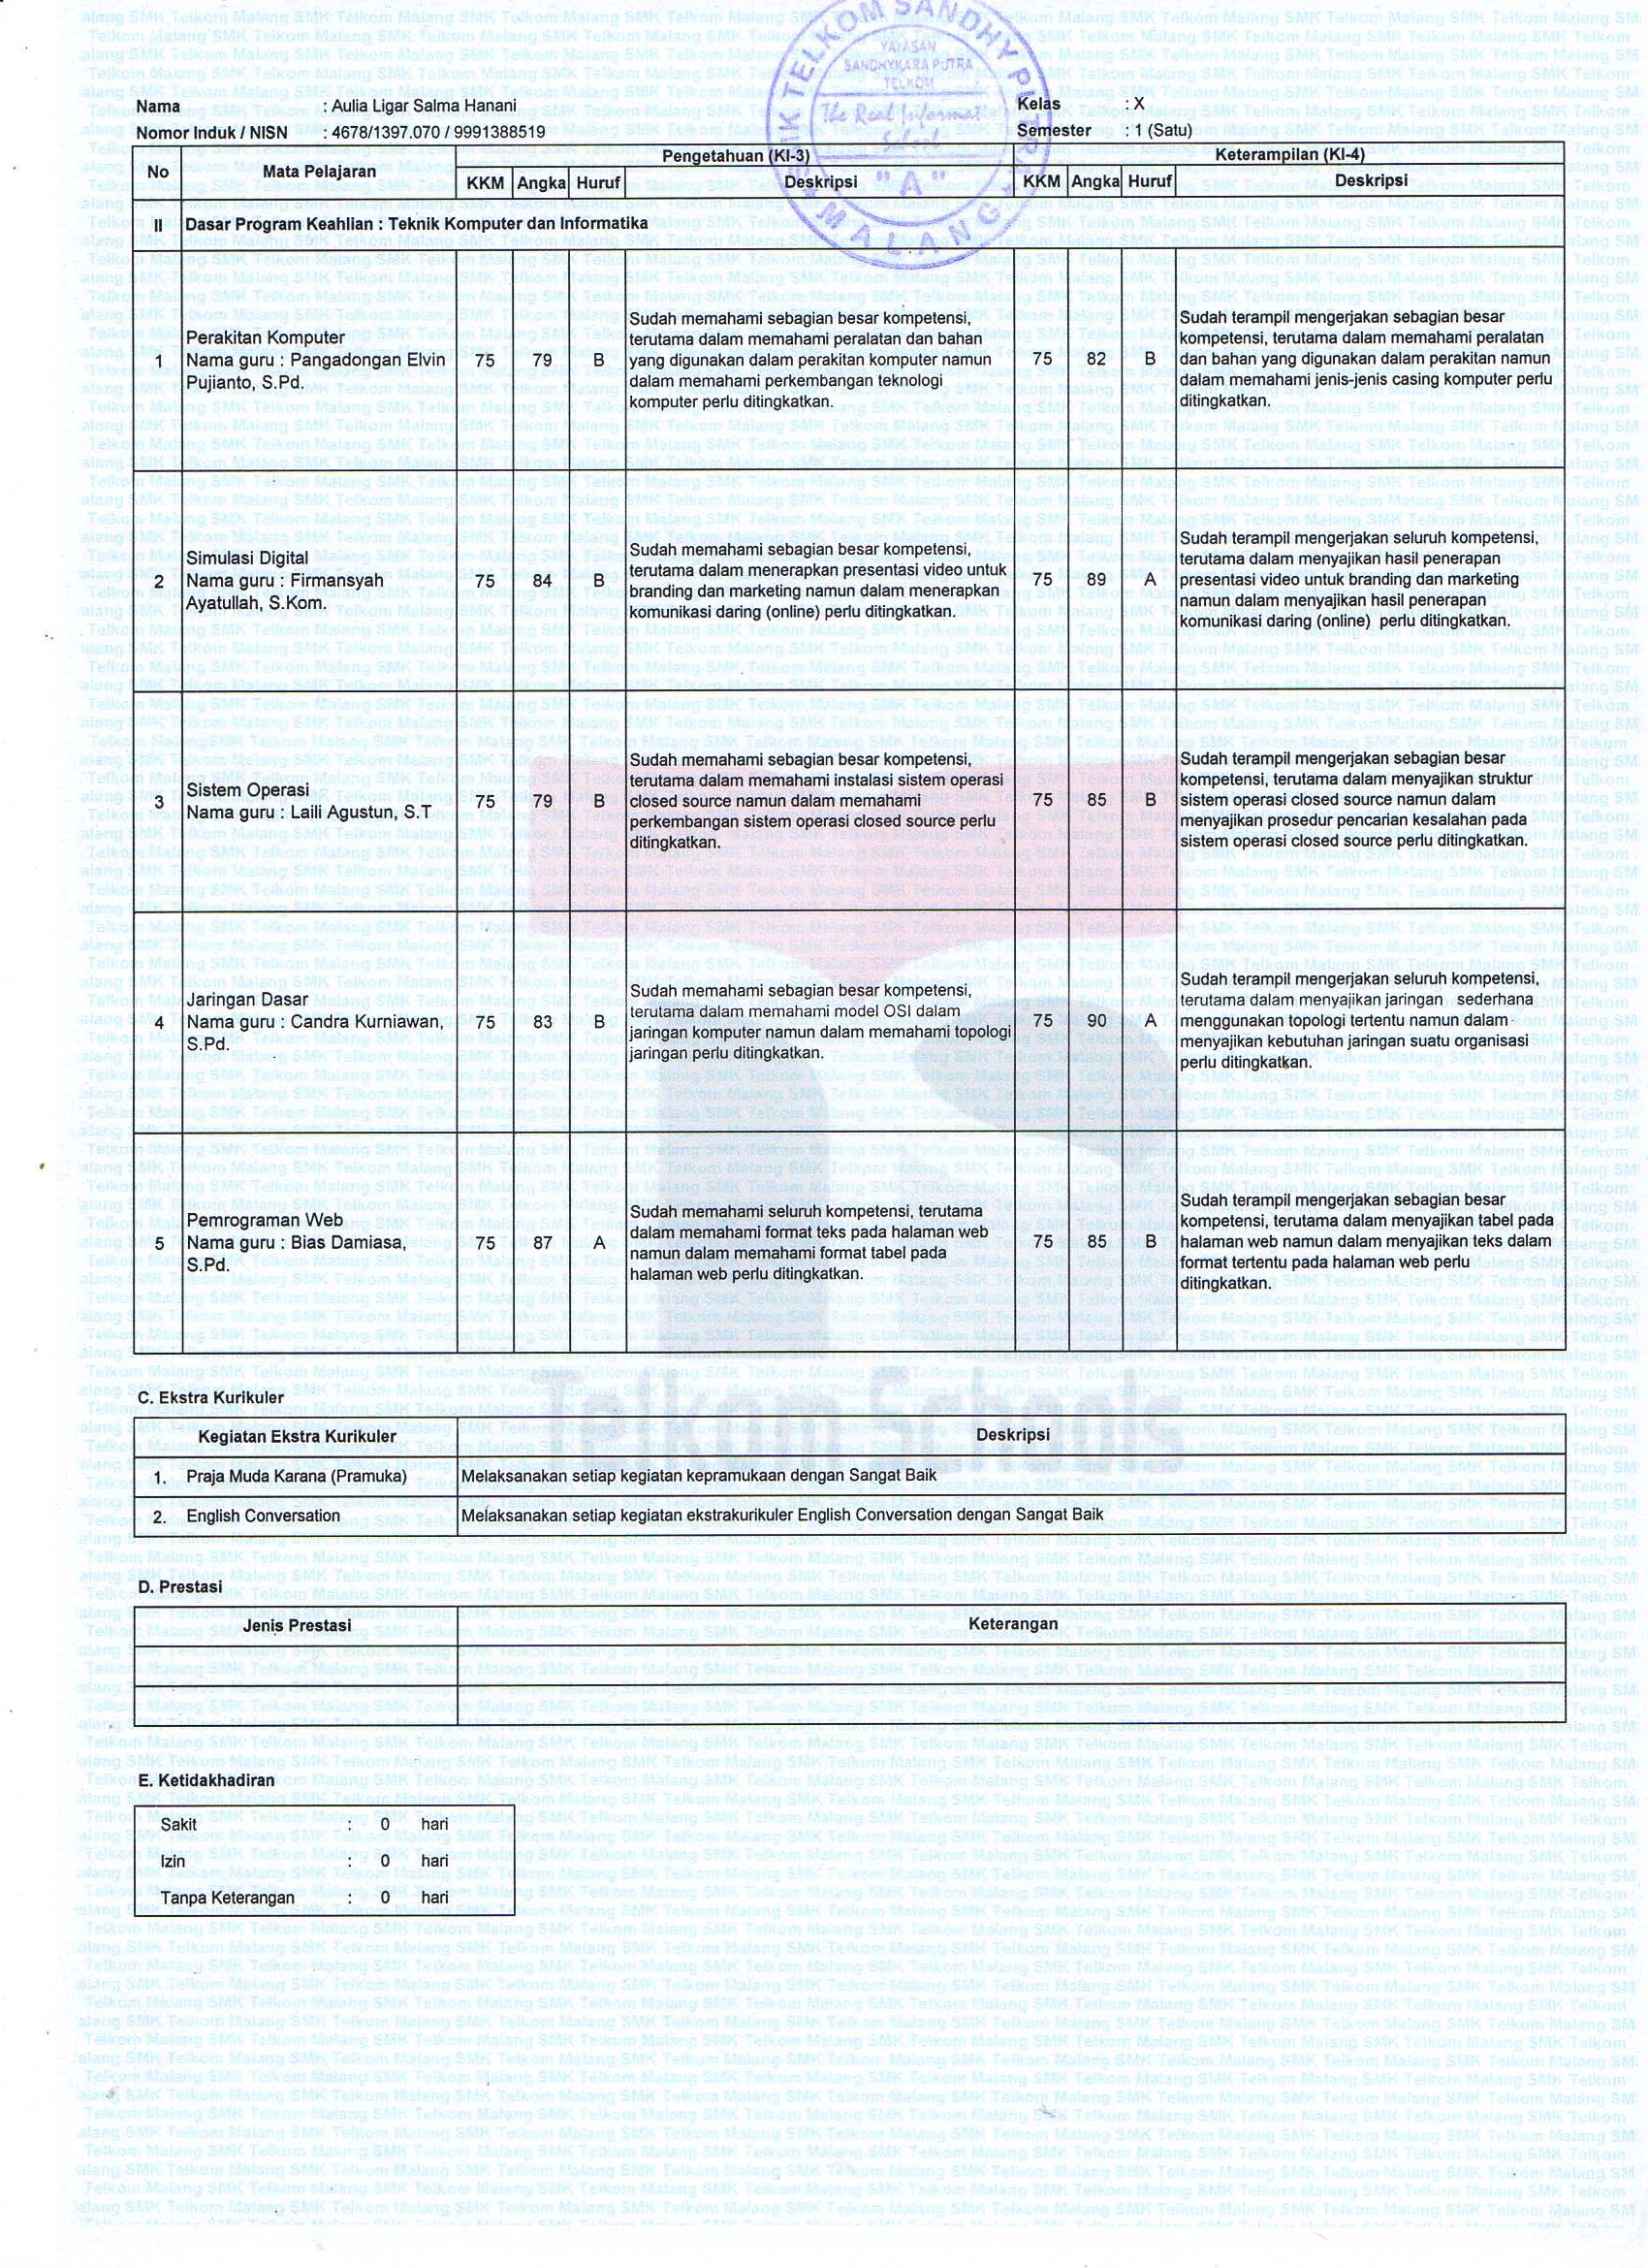 SMK TELKOM SANDHY PUTRA
YAYASAN
SANDHYKARA PUTRA
TELKOM
The Real Informatics
School
"A"
MALANG
Nama : Aulia Ligar Salma Hanani
Kelas : X
Nomor Induk / NISN : 4678/1397.070 / 9991388519
Semester : 1 (Satu)
No Mata Pelajaran Pengetahuan (KI-3) Keterampilan (KI-4)
KKM Angka Huruf Deskripsi KKM Angka Huruf Deskripsi
II Dasar Program Keahlian : Teknik Komputer dan Informatika
1
Perakitan Komputer
Nama guru : Pangadongan Elvin
Pujianto, S.Pd.
75 79 B
Sudah memahami sebagian besar kompetensi,
terutama dalam memahami peralatan dan bahan
yang digunakan dalam perakitan komputer namun
dalam memahami perkembangan teknologi
komputer perlu ditingkatkan.
75 82 B
Sudah terampil mengerjakan sebagian besar
kompetensi, terutama dalam memahami peralatan
dan bahan yang digunakan dalam perakitan namun
dalam memahami jenis-jenis casing komputer perlu
ditingkatkan.
2
Simulasi Digital
Nama guru : Firmansyah
Ayatullah, S.Kom.
75 84 B
Sudah memahami sebagian besar kompetensi,
terutama dalam menerapkan presentasi video untuk
branding dan marketing namun dalam menerapkan
komunikasi daring (online) perlu ditingkatkan.
75 89 A
Sudah terampil mengerjakan seluruh kompetensi,
terutama dalam menyajikan hasil penerapan
presentasi video untuk branding dan marketing
namun dalam menyajikan hasil penerapan
komunikasi daring (online) perlu ditingkatkan.
3
Sistem Operasi
Nama guru : Laili Agustun, S.T
75 79 B
Sudah memahami sebagian besar kompetensi,
terutama dalam memahami instalasi sistem operasi
closed source namun dalam memahami
perkembangan sistem operasi closed source perlu
ditingkatkan.
75 85 B
Sudah terampil mengerjakan sebagian besar
kompetensi, terutama dalam menyajikan struktur
sistem operasi closed source namun dalam
menyajikan prosedur pencarian kesalahan pada
sistem operasi closed source perlu ditingkatkan.
4
Jaringan Dasar
Nama guru : Candra Kurniawan,
S.Pd.
75 83 B
Sudah memahami sebagian besar kompetensi,
terutama dalam memahami model OSI dalam
jaringan komputer namun dalam memahami topologi
jaringan perlu ditingkatkan.
75 90 A
Sudah terampil mengerjakan seluruh kompetensi,
terutama dalam menyajikan jaringan sederhana
menggunakan topologi tertentu namun dalam
menyajikan kebutuhan jaringan suatu organisasi
perlu ditingkatkan.
5
Pemrograman Web
Nama guru : Bias Damiasa,
S.Pd.
75 87 A
Sudah memahami seluruh kompetensi, terutama
dalam memahami format teks pada halaman web
namun dalam memahami format tabel pada
halaman web perlu ditingkatkan.
75 85 B
Sudah terampil mengerjakan sebagian besar
kompetensi, terutama dalam menyajikan tabel pada
halaman web namun dalam menyajikan teks dalam
format tertentu pada halaman web perlu
ditingkatkan.
Telkom Schools
C. Ekstra Kurikuler
Kegiatan Ekstra Kurikuler Deskripsi
1. Praja Muda Karana (Pramuka) Melaksanakan setiap kegiatan kepramukaan dengan Sangat Baik
2. English Conversation Melaksanakan setiap kegiatan ekstrakurikuler English Conversation dengan Sangat Baik
D. Prestasi
Jenis Prestasi Keterangan
E. Ketidakhadiran
Sakit : 0 hari
Izin : 0 hari
Tanpa Keterangan : 0 hari